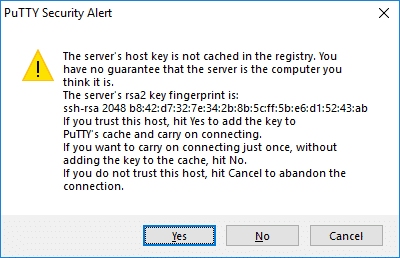 PuTTY Security Alert
The server's host key is not cached in the registry. You
have no guarantee that the server is the computer you
think it is.
The server's rsa2 key fingerprint is:
ssh-rsa 2048 b8:42:d7:32:7e:34:2b:8b:5c:ff:5b:e6:d1:52:43:ab
If you trust this host, hit Yes to add the key to
PuTTY's cache and carry on connecting.
If you want to carry on connecting just once, without
adding the key to the cache, hit No.
If you do not trust this host, hit Cancel to abandon the
connection.
Yes No Cancel